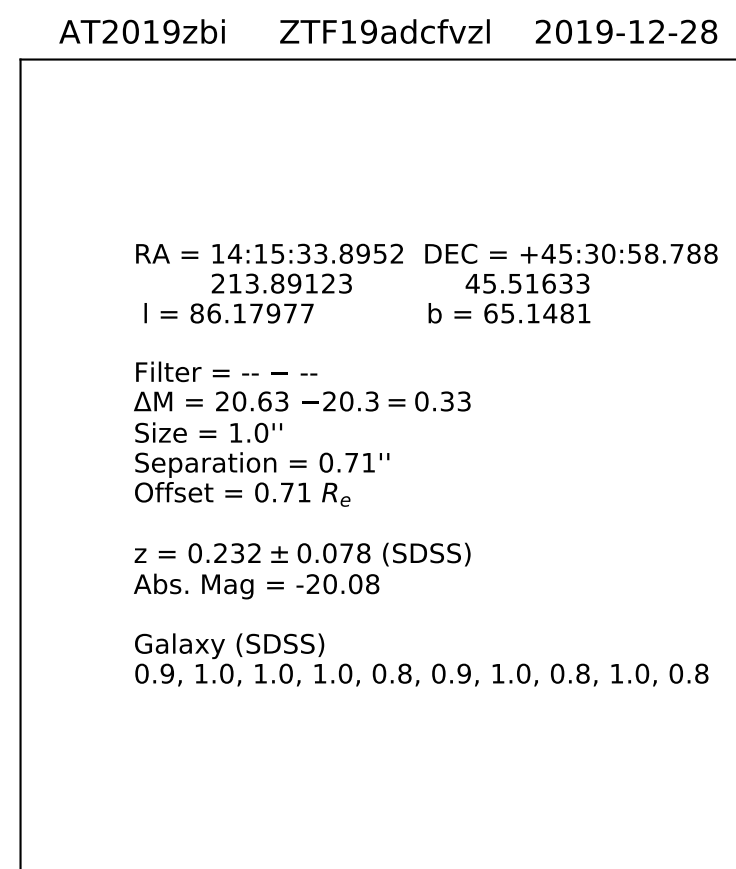 AT2019zbi ZTF19adcfvzl 2019-12-28
RA = 14:15:33.8952 DEC = +45:30:58.788
213.89123 45.51633
l = 86.17977 b = 65.1481
Filter = -- − --
ΔM = 20.63 −20.3 = 0.33
Size = 1.0''
Separation = 0.71''
Offset = 0.71 Rₑ
z = 0.232 ± 0.078 (SDSS)
Abs. Mag = -20.08
Galaxy (SDSS)
0.9, 1.0, 1.0, 1.0, 0.8, 0.9, 1.0, 0.8, 1.0, 0.8